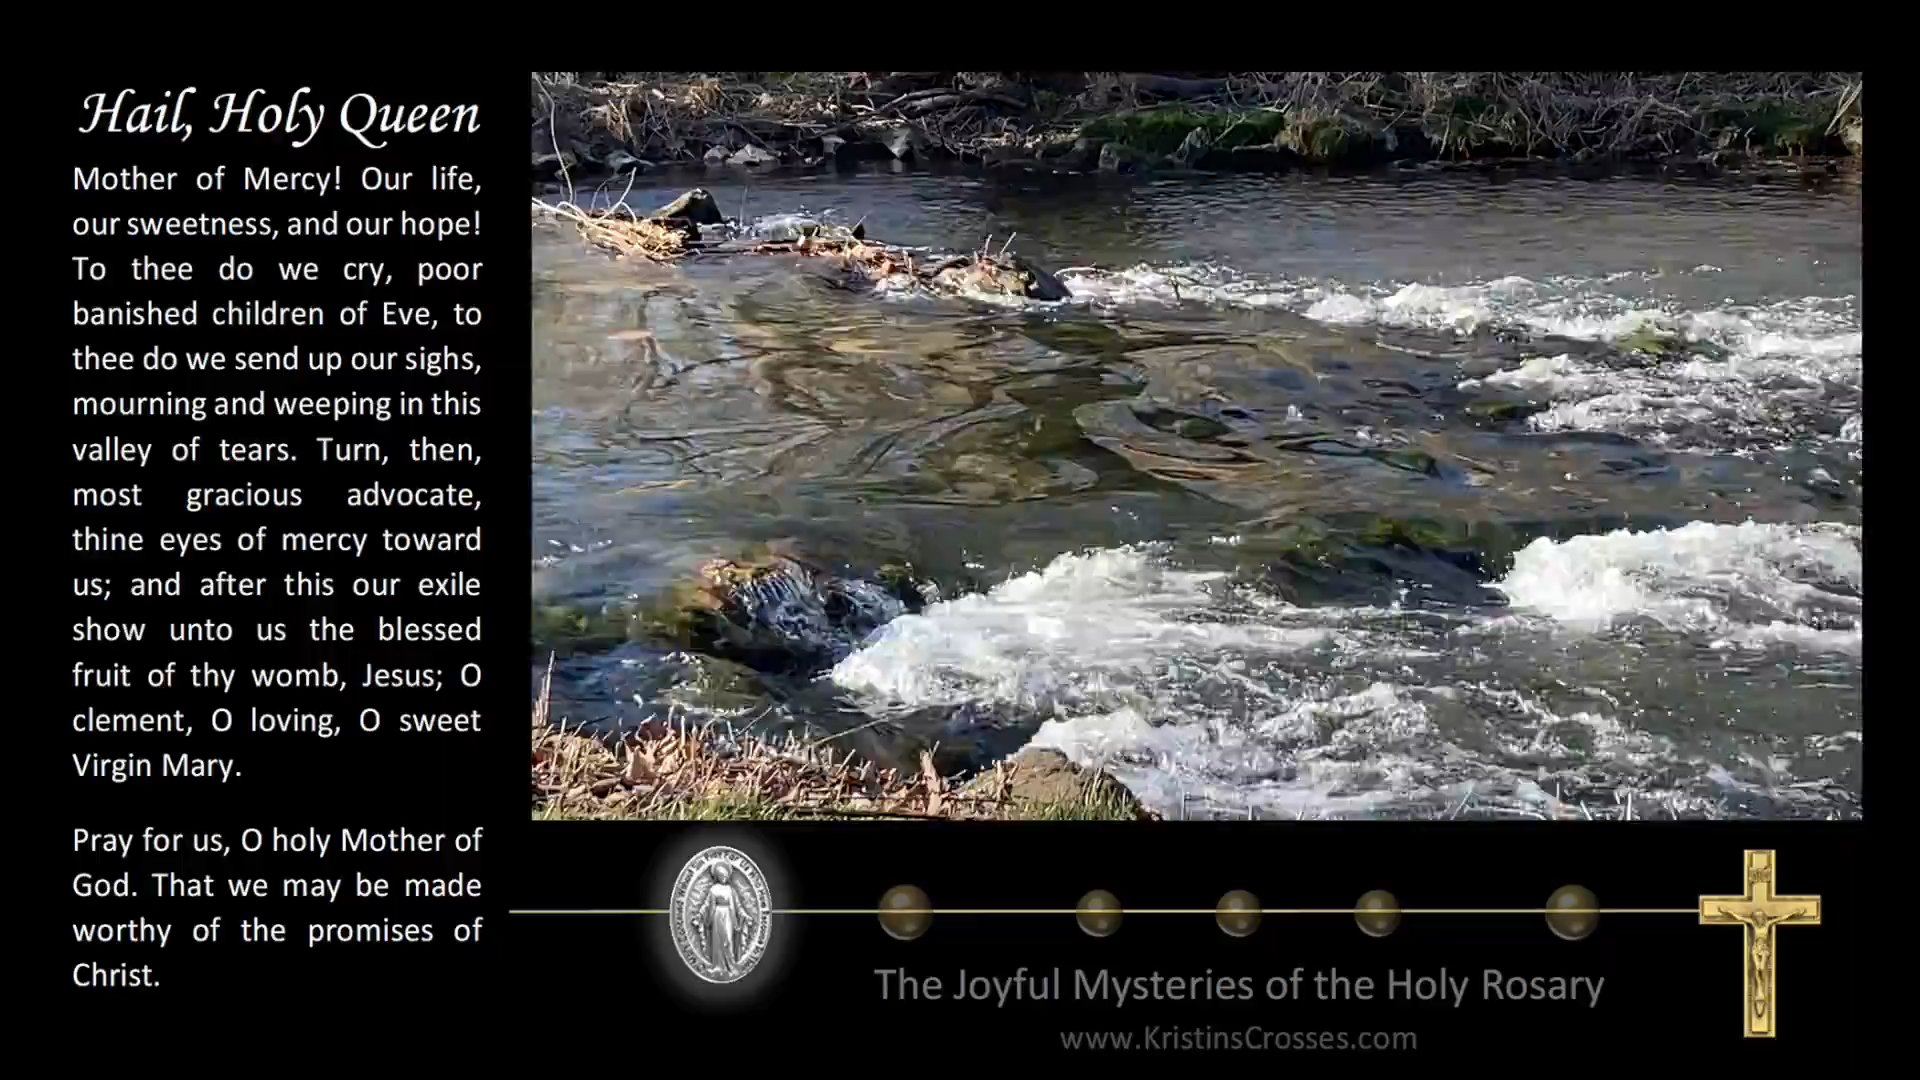 Hail, Holy Queen
Mother of Mercy! Our life,
our sweetness, and our hope!
To thee do we cry, poor
banished children of Eve, to
thee do we send up our sighs,
mourning and weeping in this
valley of tears. Turn, then,
most gracious advocate,
thine eyes of mercy toward
us; and after this our exile
show unto us the blessed
fruit of thy womb, Jesus; O
clement, O loving, O sweet
Virgin Mary.
Pray for us, O holy Mother of
God. That we may be made
worthy of the promises of
Christ.
The Joyful Mysteries of the Holy Rosary
www.KristinsCrosses.com